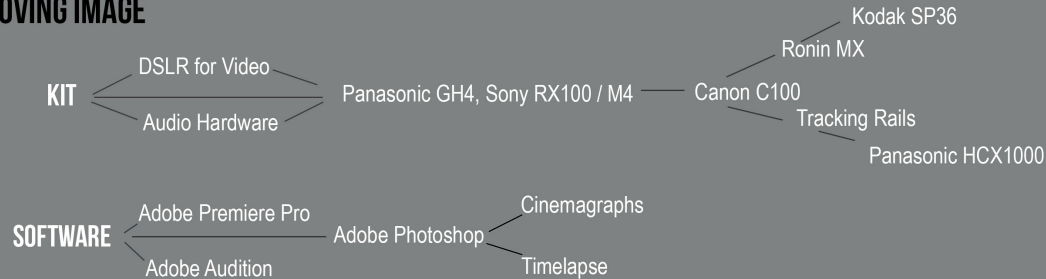 OVING IMAGE
KIT
DSLR for Video
Audio Hardware
Panasonic GH4, Sony RX100 / M4
Canon C100
Kodak SP36
Ronin MX
Tracking Rails
Panasonic HCX1000
SOFTWARE
Adobe Premiere Pro
Adobe Audition
Adobe Photoshop
Cinemagraphs
Timelapse